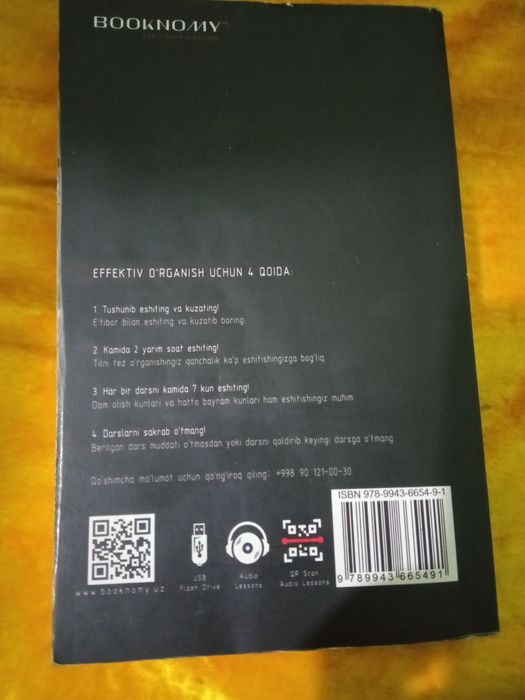 BOOKNOMY
EFFEKTIV O'RGANISH UCHUN 4 QOIDA:
1. Tushunib eshiting va kuzating!
E'tibor bilan eshiting va kuzatib boring.
2. Kamida 2 yarim soat eshiting!
Tilni tez o'rganishingiz qanchalik ko'p eshitishingizga bog'liq.
3. Har bir darsni kamida 7 kun eshiting!
Dam olish kunlari va hatto bayram kunlari ham eshitishingiz muhim.
4. Darslarni sakrab o'tmang!
Berilgan dars muddati o'tmasdan yoki darsni qoldirib keyingi darsga o'tmang
Qo'shimcha ma'lumot uchun qo'ng'iroq qiling: +998 90 121-00-30
ISBN 978-9943-6654-9-1
9 789943 665491
www.booknomy.uz
USB
Flash Drive
Audio
Lessons
QR Scan
Audio Lessons